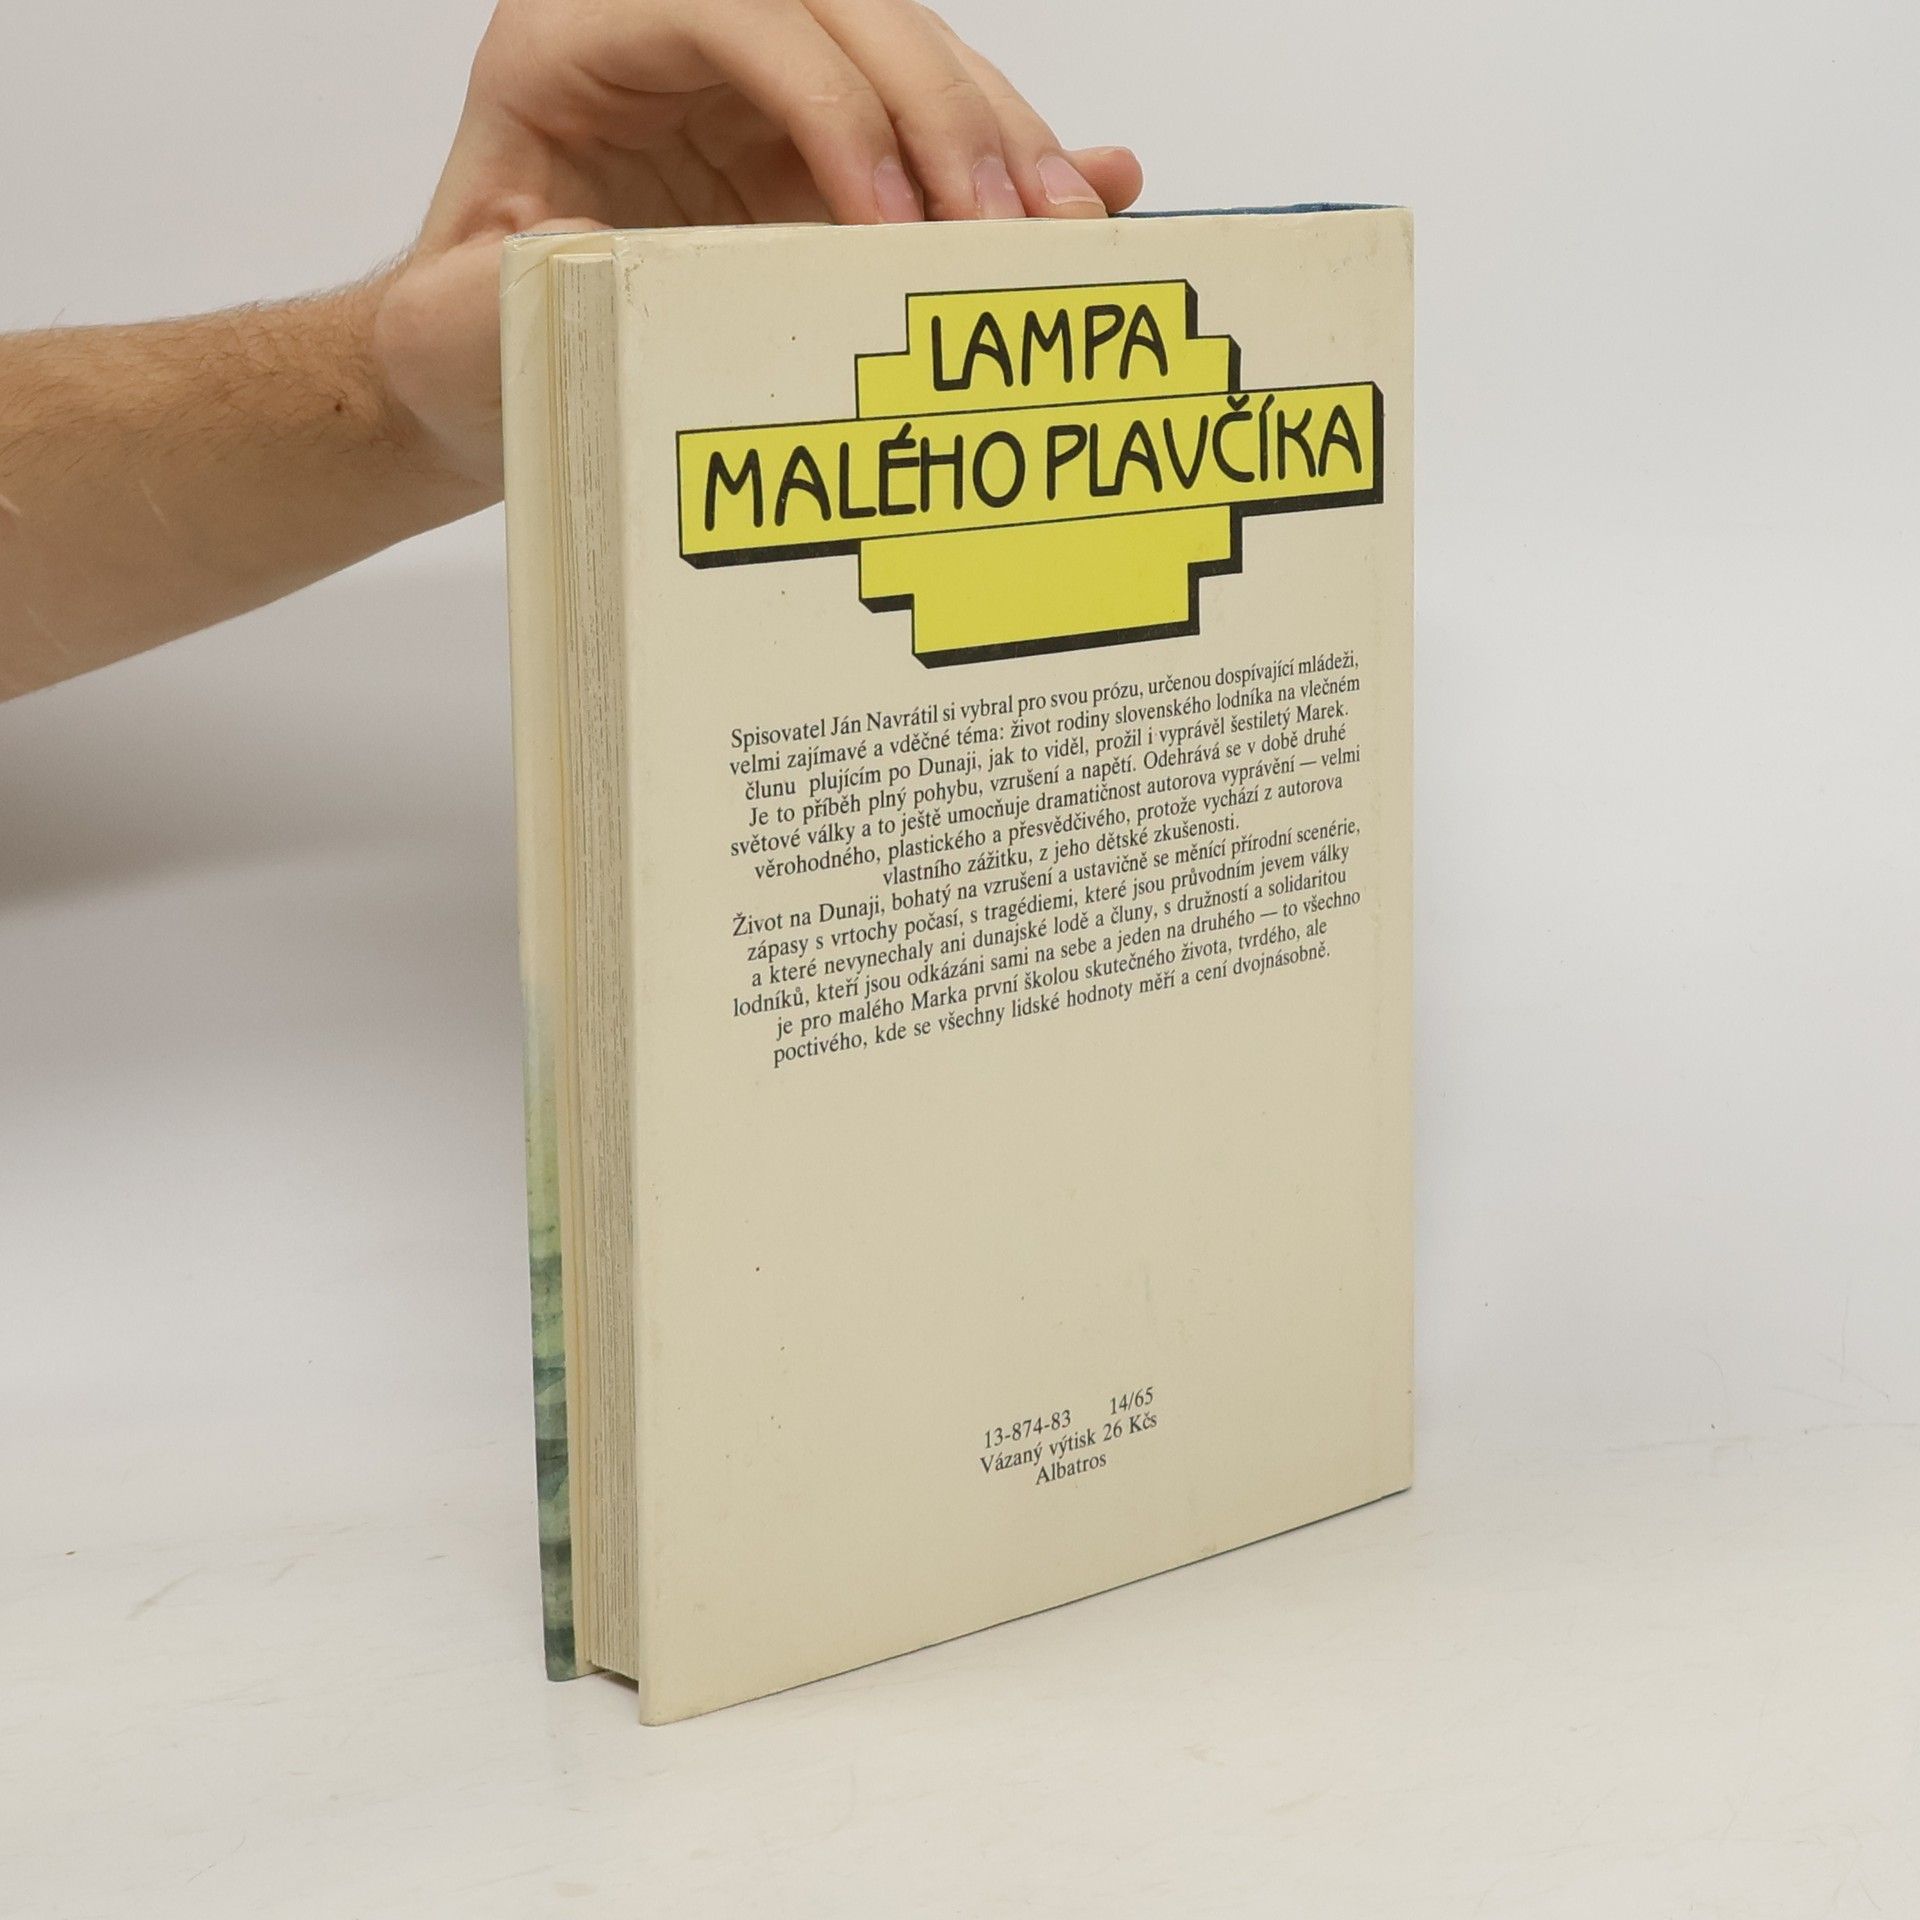 LAMPA
MALÉHO PLAVČÍKA
Spisovatel Ján Navrátil si vybral pro svou prózu, určenou dospívající mládeži,
velmi zajímavé a vděčné téma: život rodiny slovenského lodníka na vlečném
člunu plujícím po Dunaji, jak to viděl, prožil i vyprávěl šestiletý Marek.
Je to příběh plný pohybu, vzrušení a napětí. Odehrává se v době druhé
světové války a to ještě umocňuje dramatičnost autorova vyprávění — velmi
věrohodného, plastického a přesvědčivého, protože vychází z autorova
vlastního zážitku, z jeho dětské zkušenosti.
Život na Dunaji, bohatý na vzrušení a ustavičně se měnící přírodní scenérie,
zápasy s vrtochy počasí, s tragédiemi, které jsou průvodním jevem války
a které nevynechaly ani dunajské lodě a čluny, s družností a solidaritou
lodníků, kteří jsou odkázáni sami na sebe a jeden na druhého — to všechno
je pro malého Marka první školou skutečného života, tvrdého, ale
poctivého, kde se všechny lidské hodnoty měří a cení dvojnásobně.
13-874-83 14/65
Vázaný výtisk 26 Kčs
Albatros